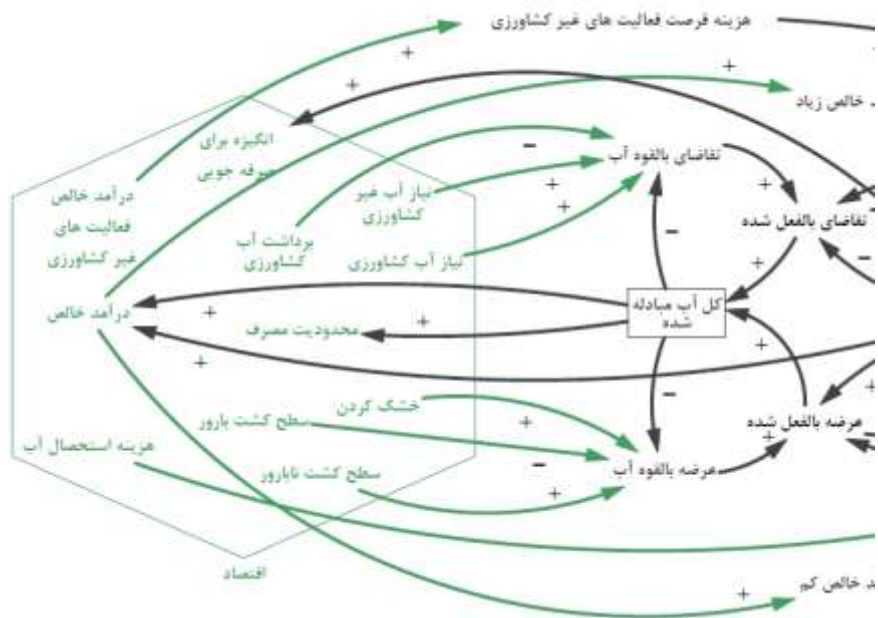 هزینه فرصت فعالیت های غیر کشاورزی
+
+
+
+
خالص زیاد
انگیزه برای
صرفه جویی
تقاضای بالقوه آب
-
+
+
+
نیاز آب غیر
کشاورزی
درآمد خالص
فعالیت های
غیر کشاورزی
تقاضای بالفعل شده
برداشت آب
کشاورزی
نیاز آب کشاورزی
-
-
+
کل آب مبادله
شده
درآمد خالص
+
محدودیت مصرف
+
+
+
خشک کردن
-
+
سطح کشت بارور
+
عرضه بالفعل شده
+
هزینه استحصال آب
-
عرضه بالقوه آب
سطح کشت نابارور
+
اقتصاد
خالص کم
+